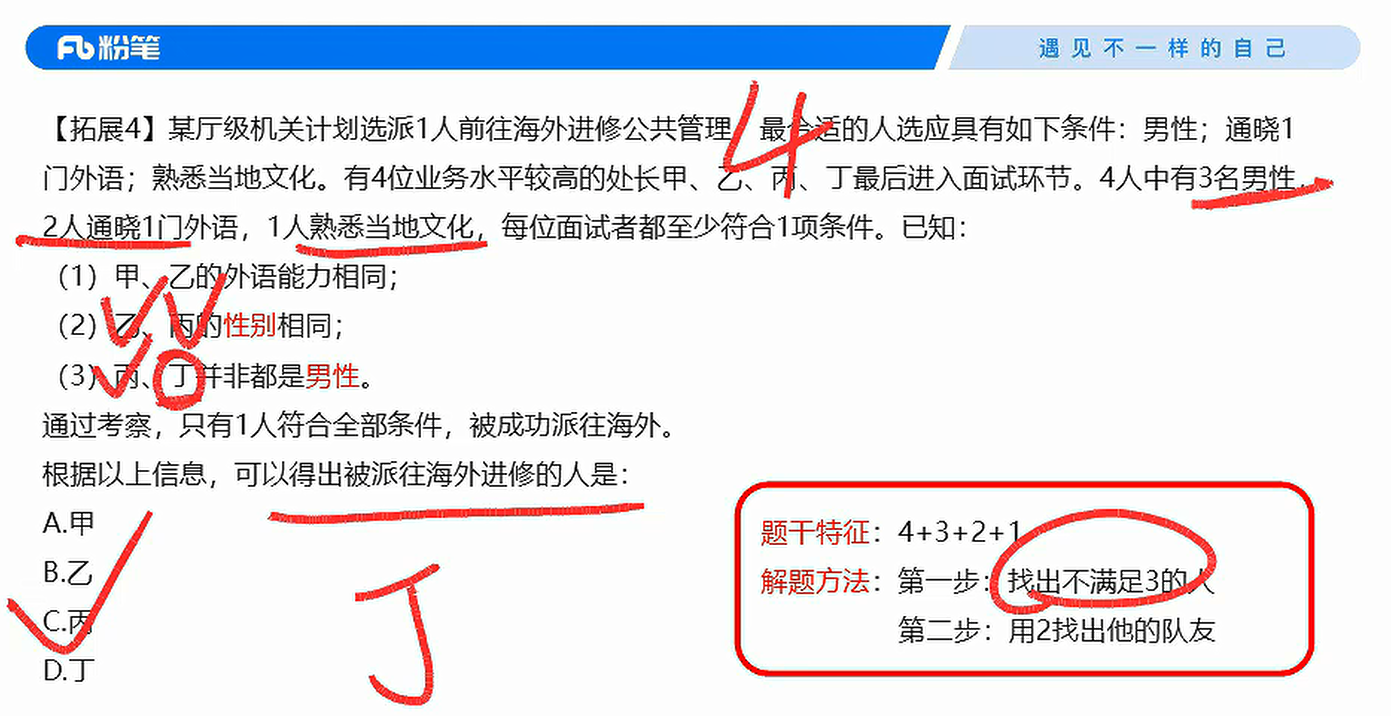 粉笔
遇见不一样的自己
4
【拓展4】某厅级机关计划选派1人前往海外进修公共管理，最合适的人选应具有如下条件：男性；通晓1
门外语；熟悉当地文化。有4位业务水平较高的处长甲、乙、丙、丁最后进入面试环节。4人中有3名男性，
2人通晓1门外语，1人熟悉当地文化，每位面试者都至少符合1项条件。已知：
（1）甲、乙的外语能力相同；
（2）乙、丙的性别相同；
（3）丙、丁并非都是男性。
通过考察，只有1人符合全部条件，被成功派往海外。
根据以上信息，可以得出被派往海外进修的人是：
A.甲
B.乙
C.丙
D.丁
丁
题干特征：4+3+2+1
解题方法：第一步：找出不满足3的人
第二步：用2找出他的队友